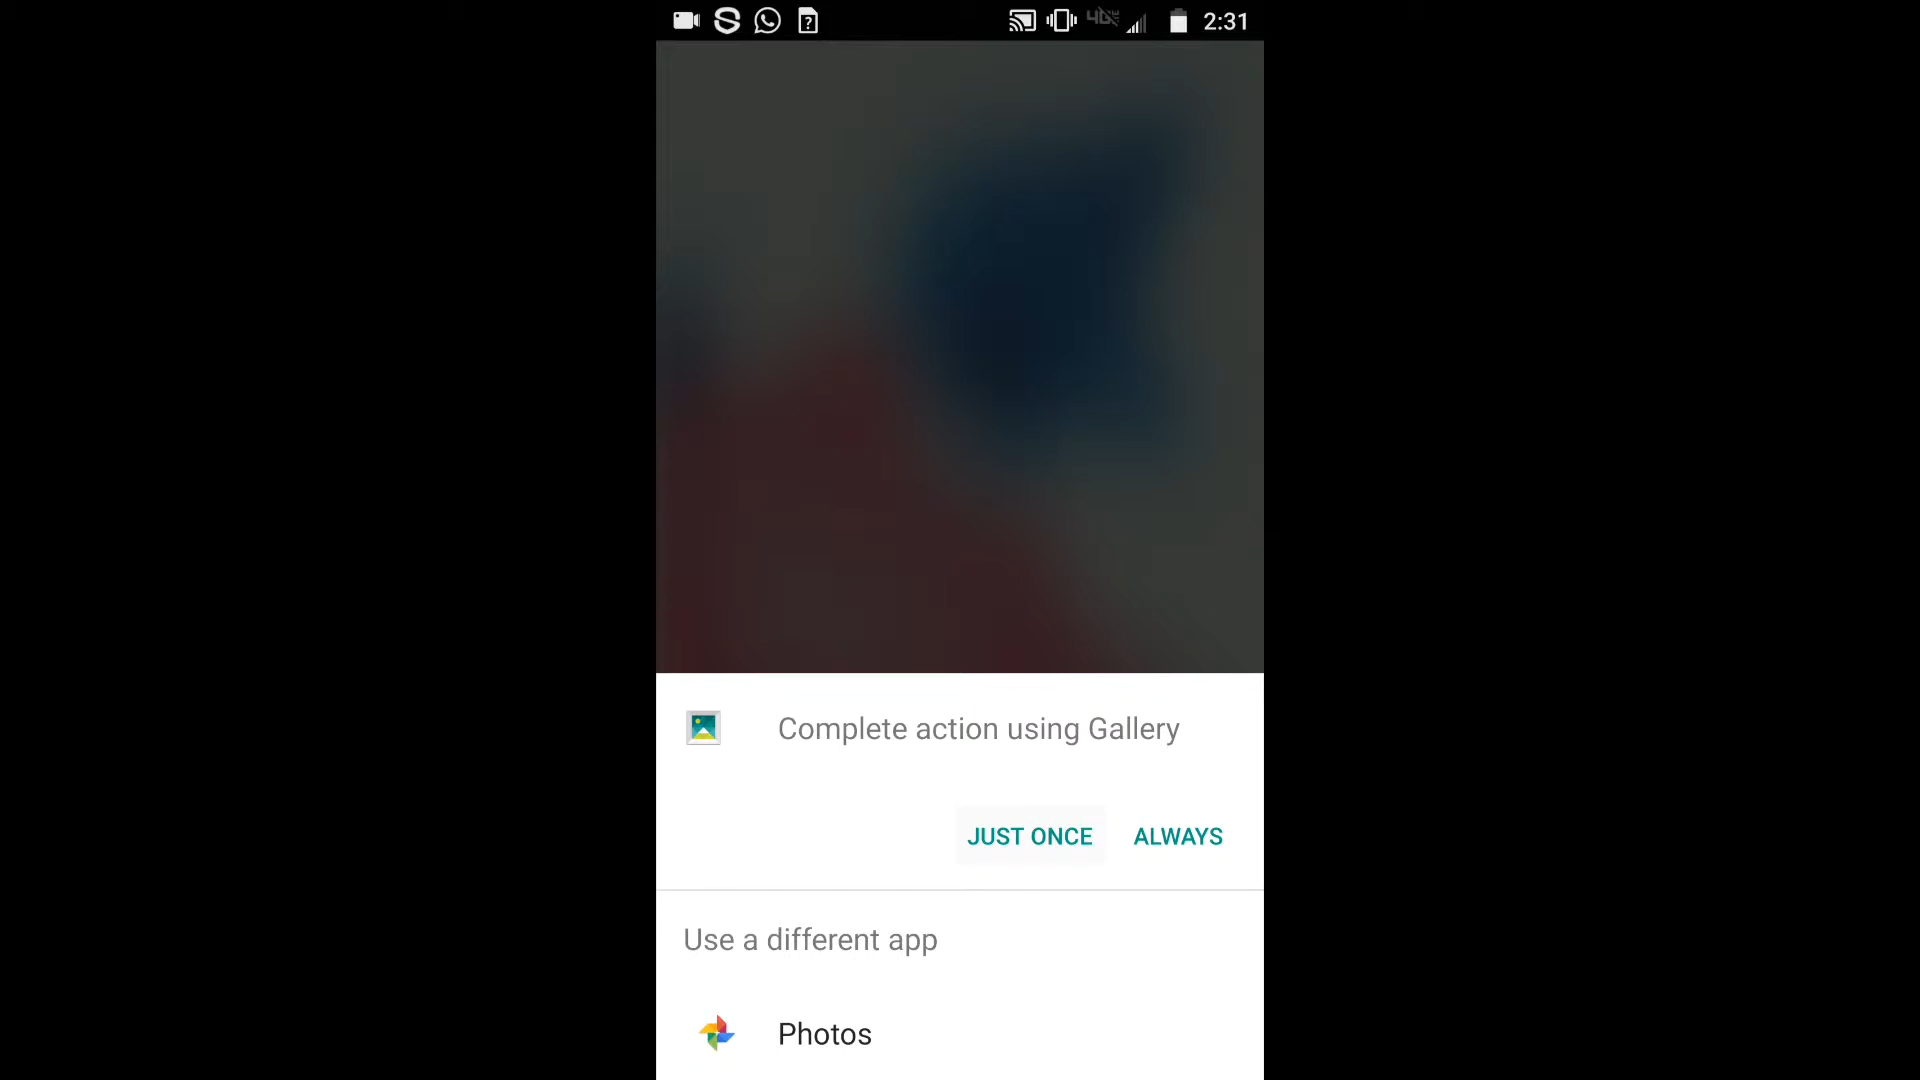 2:31
Complete action using Gallery
JUST ONCE ALWAYS
Use a different app
Photos